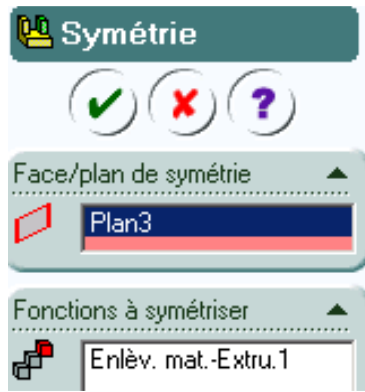 Symétrie
?
Face/plan de symétrie
Plan3
Fonctions à symétriser
Enlèv. mat.-Extru.1